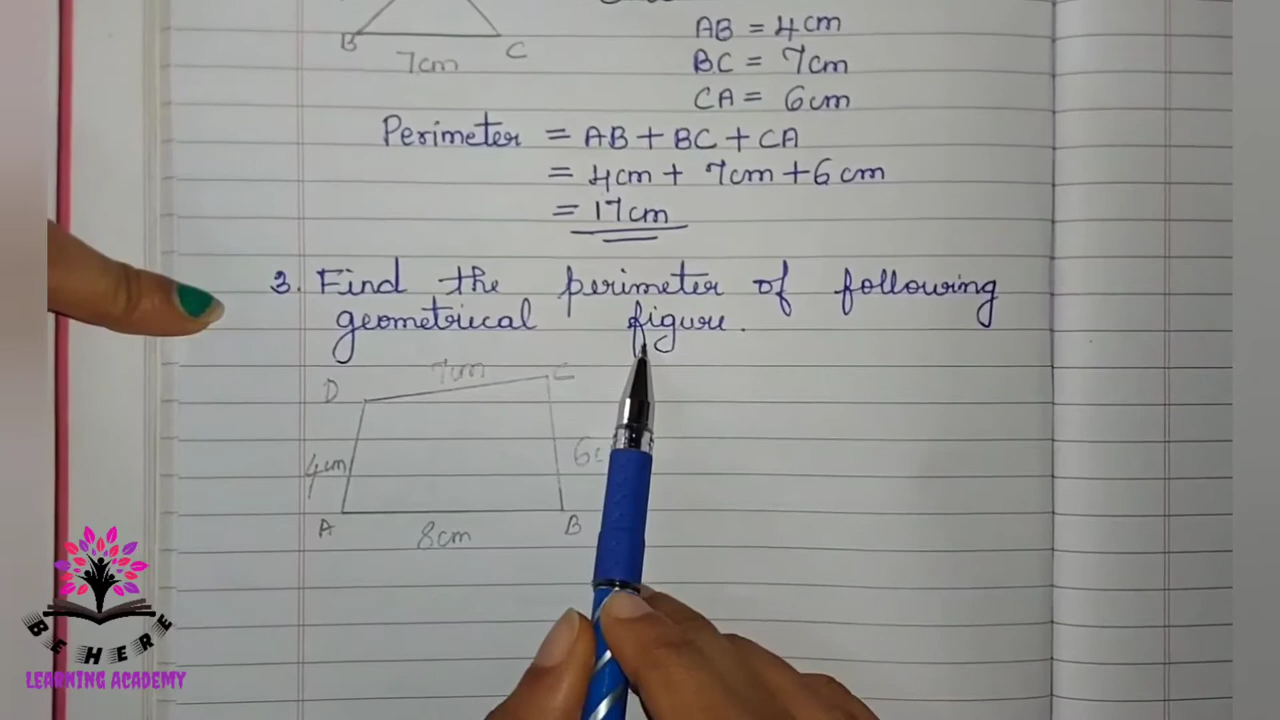 B
C
7cm
AB = 4cm
BC = 7cm
CA = 6cm
Perimeter = AB + BC + CA
= 4cm + 7cm + 6cm
= 17cm
3. Find the perimeter of following
geometrical figure.
D 7cm C
4cm
A 8cm B
BE HERE
LEARNING ACADEMY